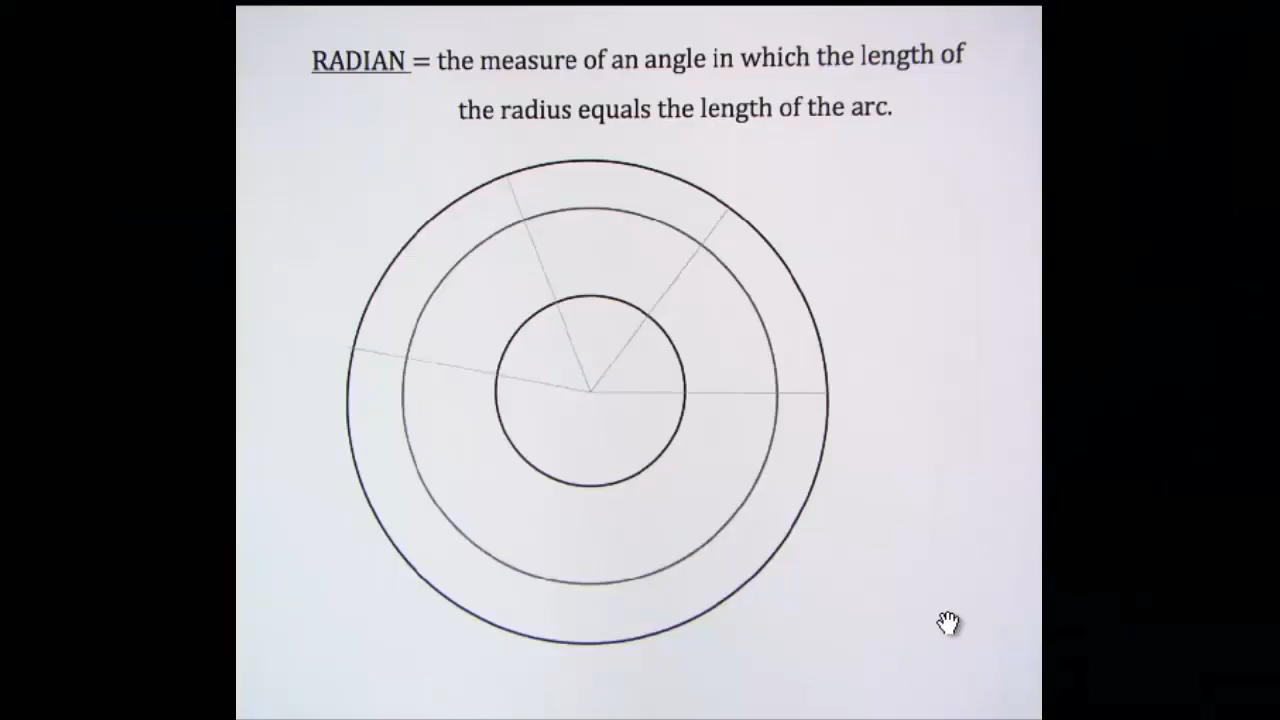 RADIAN = the measure of an angle in which the length of
the radius equals the length of the arc.